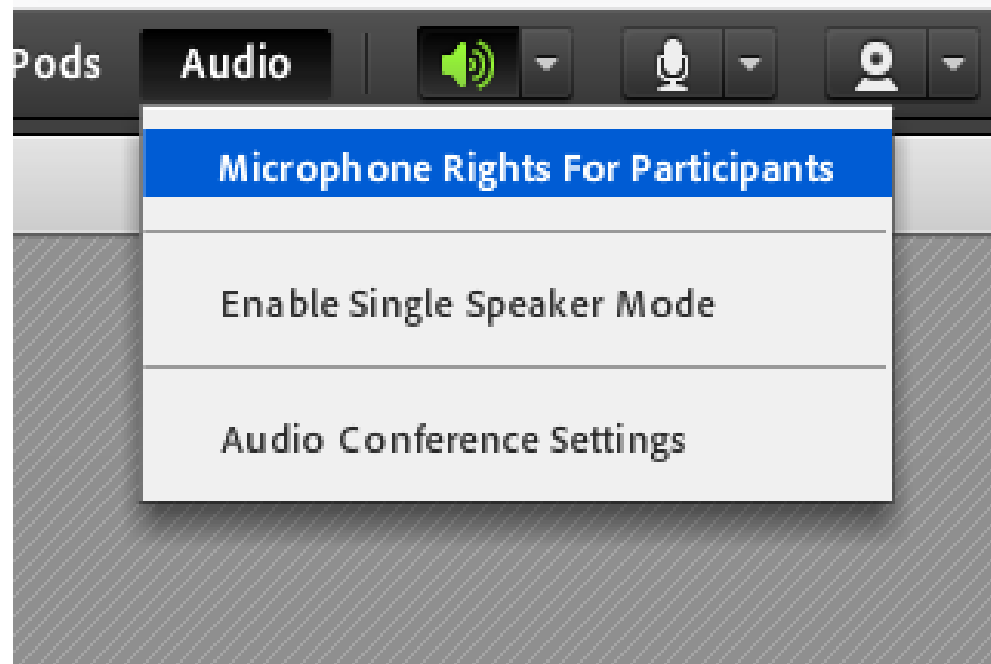 Pods Audio
Microphone Rights For Participants
Enable Single Speaker Mode
Audio Conference Settings